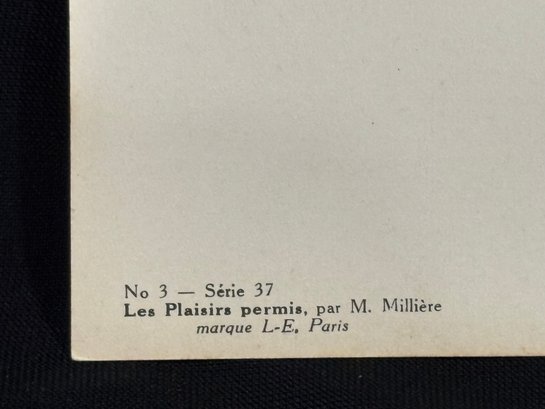 No 3 — Série 37
Les Plaisirs permis, par M. Millière
marque L-E, Paris